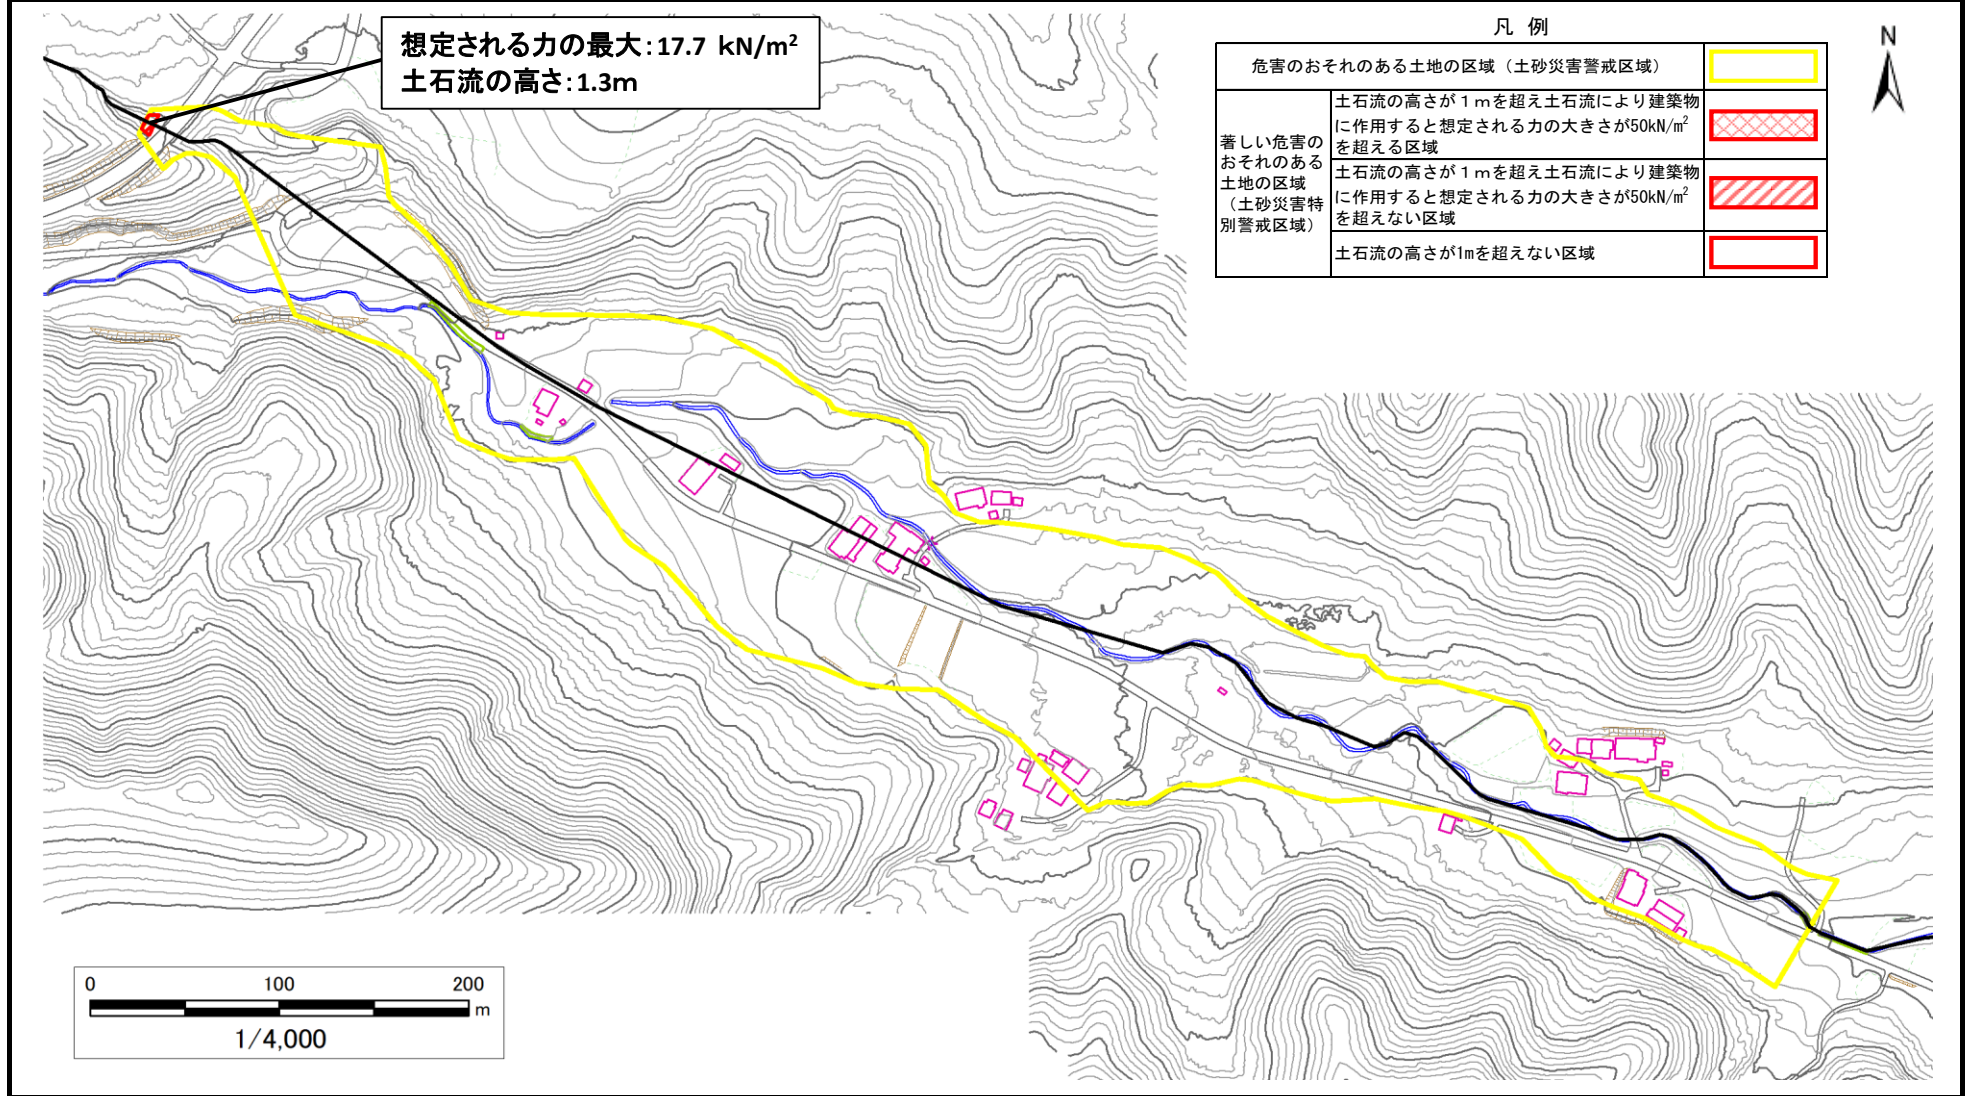 想定される力の最大:17.7 kN/m²
土石流の高さ:1.3m
凡 例
危害のおそれのある土地の区域（土砂災害警戒区域）
著しい危害の
おそれのある
土地の区域
（土砂災害特
別警戒区域）
土石流の高さが１ｍを超え土石流により建築物
に作用すると想定される力の大きさが50kN/m²
を超える区域
土石流の高さが１ｍを超え土石流により建築物
に作用すると想定される力の大きさが50kN/m²
を超えない区域
土石流の高さが1mを超えない区域
N
0 100 200
m
1/4,000